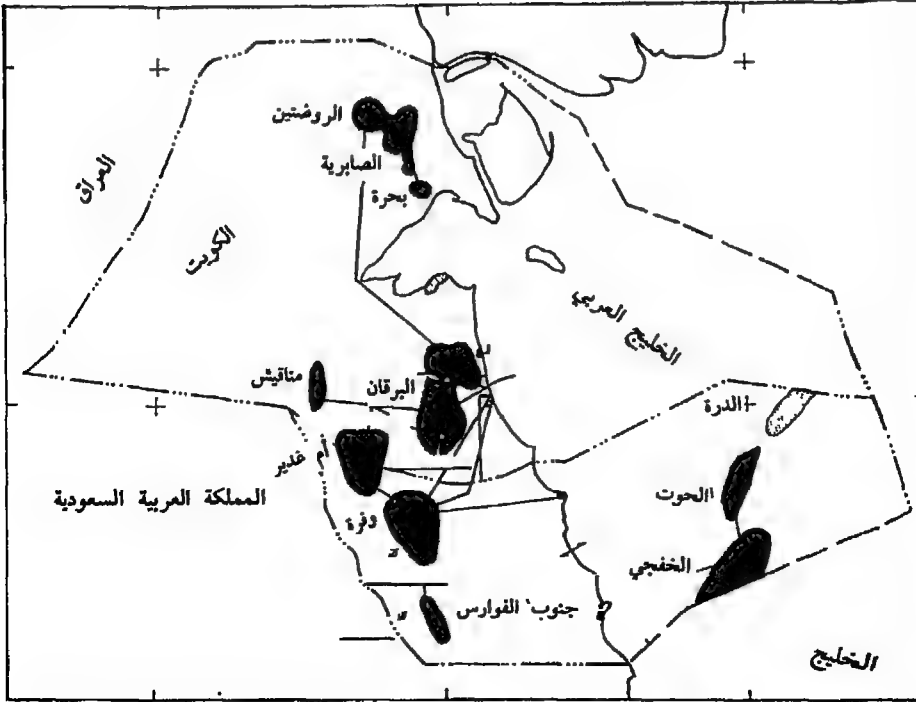 الروضتين
الصابرية
بحرة
العراق
الكويت
الخليج العربي
مناقيش
البرقان
الدرة
أم غدير
الحوت
المملكة العربية السعودية
وفرة
الخفجي
جنوب الفوارس
الخليج